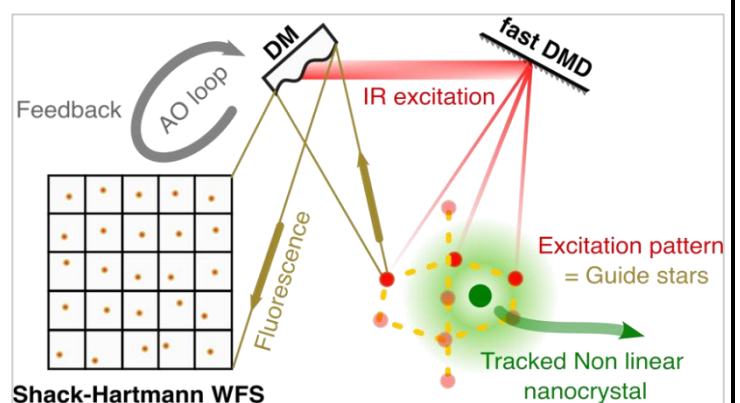 DM
fast DMD
Feedback
AO loop
IR excitation
Fluorescence
Excitation pattern
= Guide stars
Tracked Non linear
nanocrystal
Shack-Hartmann WFS